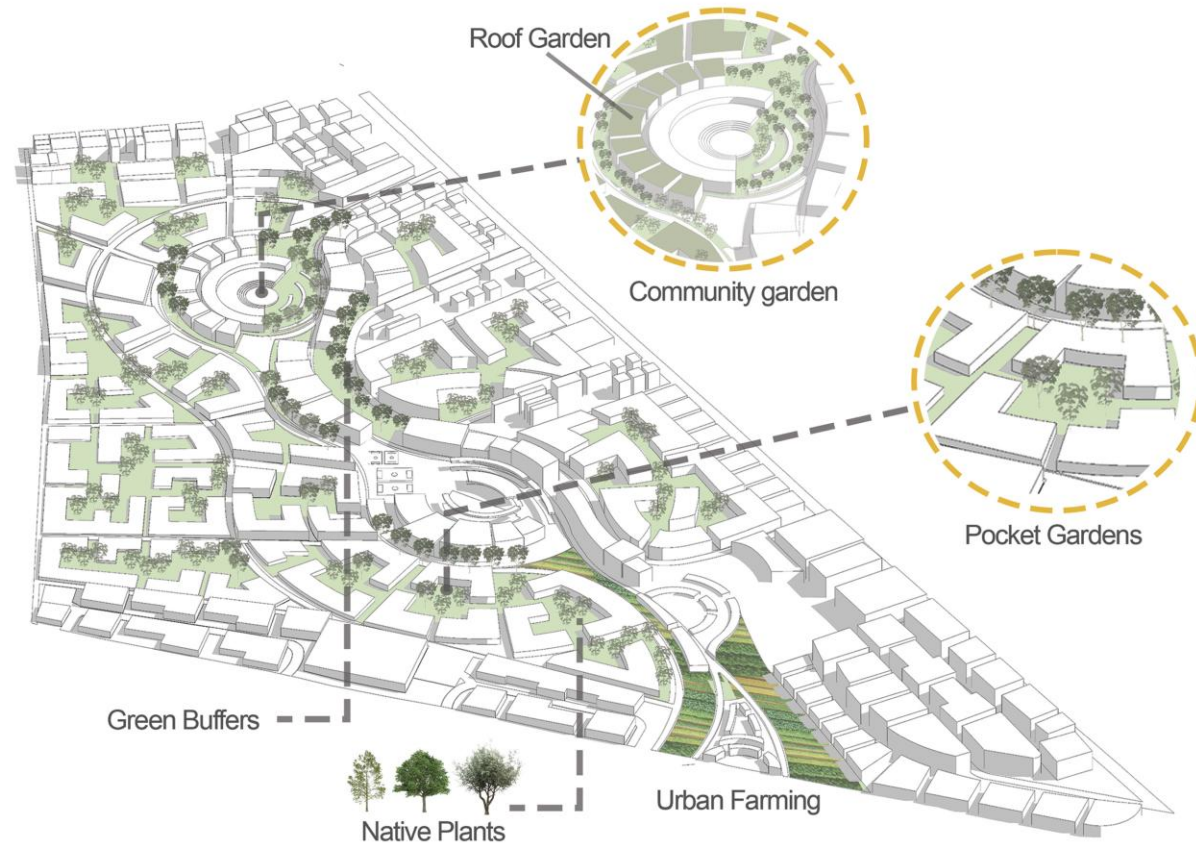 Roof Garden
Community garden
Pocket Gardens
Green Buffers
Urban Farming
Native Plants